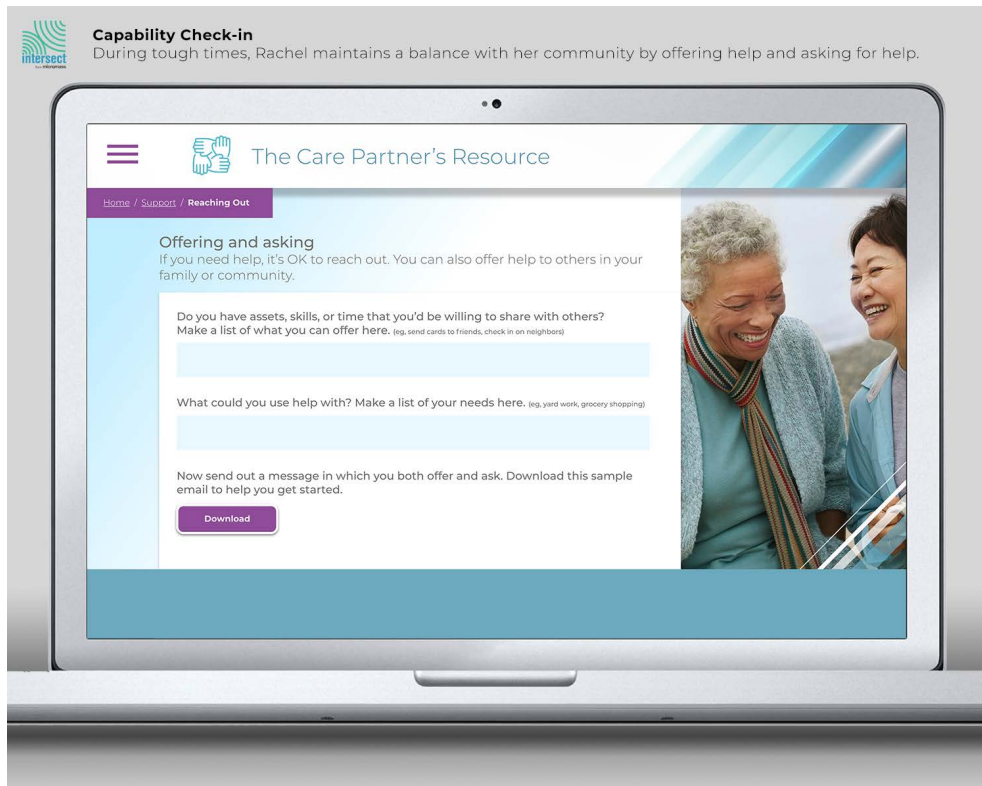 intersect
Capability Check-in
During tough times, Rachel maintains a balance with her community by offering help and asking for help.
The Care Partner's Resource
Home / Support / Reaching Out
Offering and asking
If you need help, it's OK to reach out. You can also offer help to others in your
family or community.
Do you have assets, skills, or time that you'd be willing to share with others?
Make a list of what you can offer here. (eg, send cards to friends, check in on neighbors)
What could you use help with? Make a list of your needs here. (eg, yard work, grocery shopping)
Now send out a message in which you both offer and ask. Download this sample
email to help you get started.
Download